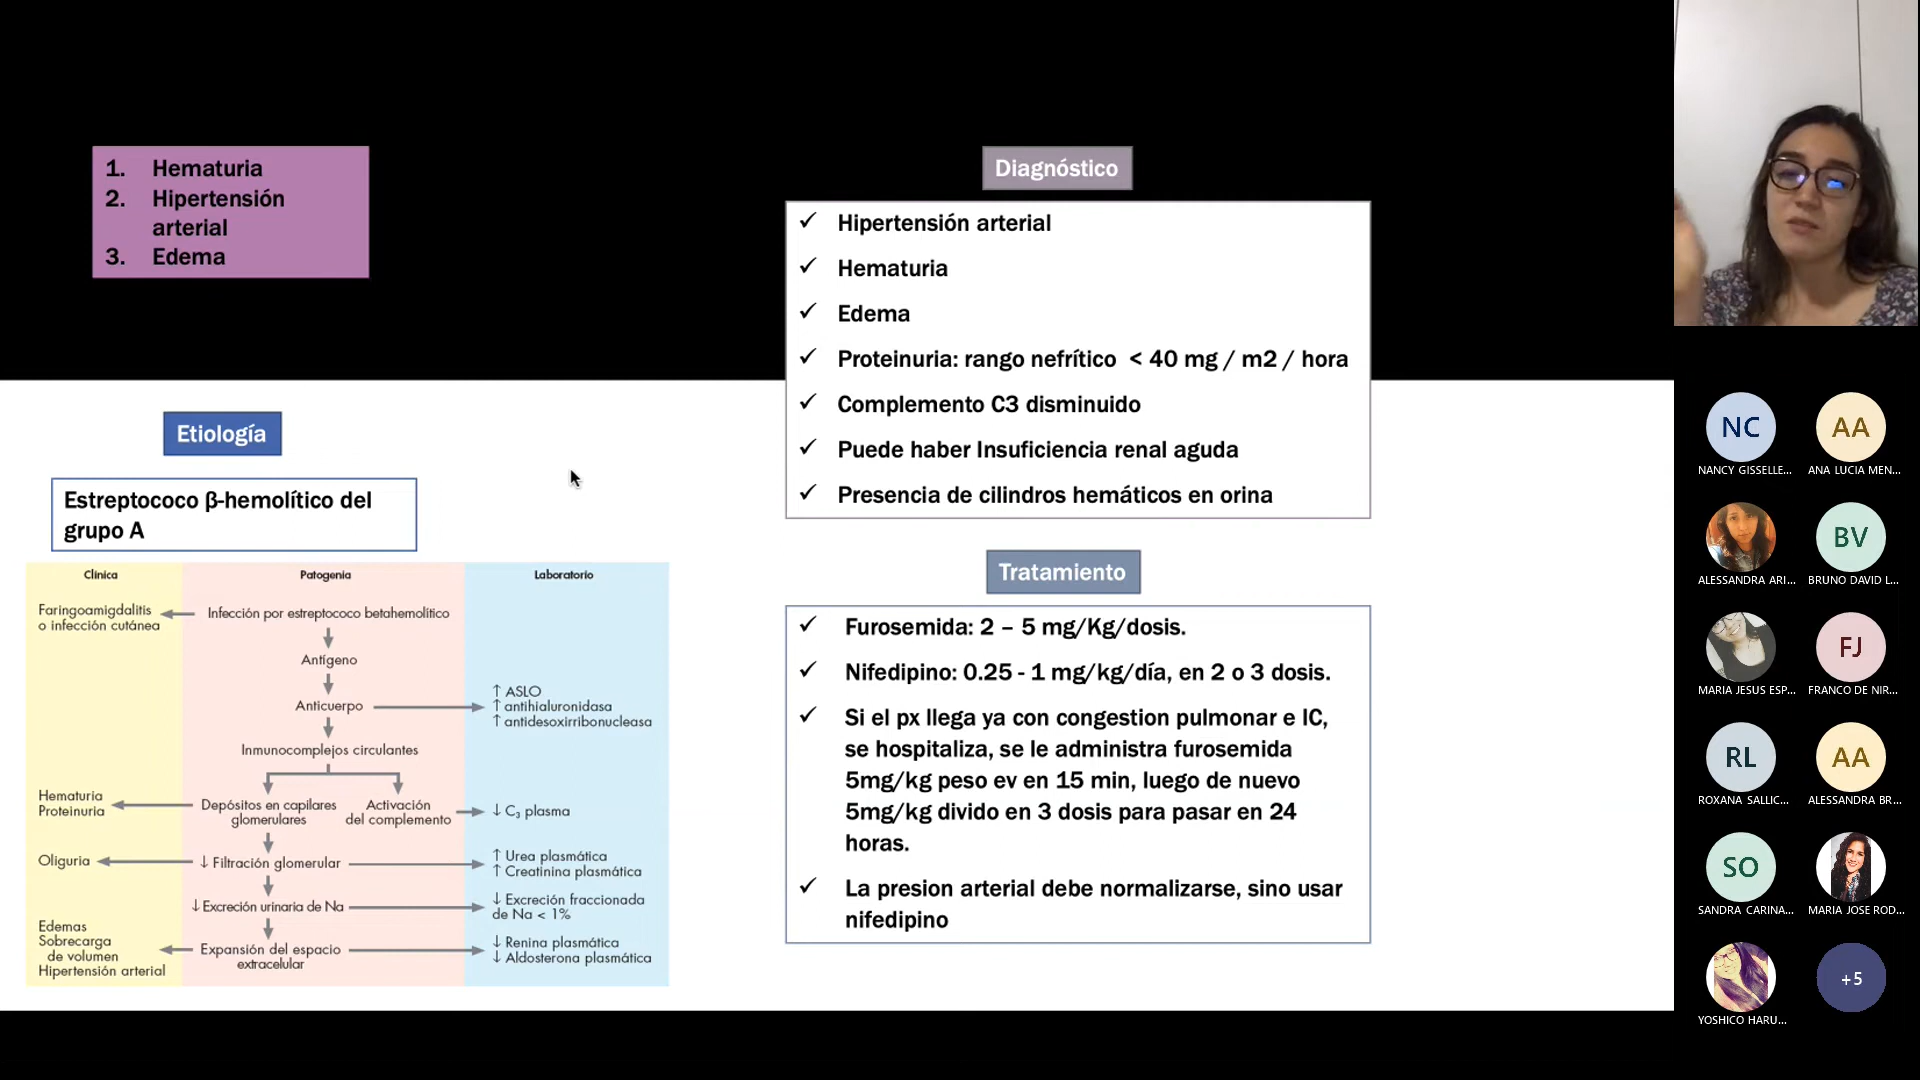 1. Hematuria
2. Hipertensión
arterial
3. Edema
Etiología
Estreptococo β-hemolítico del
grupo A
Clínica
Patogenia
Laboratorio
Faringoamigdalitis
o infección cutánea
Infección por estreptococo betahemolítico
Antígeno
Anticuerpo
↑ ASLO
↑ antihialuronidasa
↑ antidesoxirribonucleasa
Inmunocomplejos circulantes
Hematuria
Proteinuria
Depósitos en capilares
glomerulares
Activación
del complemento
↓ C₃ plasma
Oliguria
↓ Filtración glomerular
↑ Urea plasmática
↑ Creatinina plasmática
↓ Excreción urinaria de Na
↓ Excreción fraccionada
de Na < 1%
Edemas
Sobrecarga
de volumen
Hipertensión arterial
Expansión del espacio
extracelular
↓ Renina plasmática
↓ Aldosterona plasmática
Diagnóstico
✓ Hipertensión arterial
✓ Hematuria
✓ Edema
✓ Proteinuria: rango nefrítico < 40 mg / m2 / hora
✓ Complemento C3 disminuido
✓ Puede haber Insuficiencia renal aguda
✓ Presencia de cilindros hemáticos en orina
Tratamiento
✓ Furosemida: 2 – 5 mg/Kg/dosis.
✓ Nifedipino: 0.25 - 1 mg/kg/día, en 2 o 3 dosis.
✓ Si el px llega ya con congestion pulmonar e IC,
se hospitaliza, se le administra furosemida
5mg/kg peso ev en 15 min, luego de nuevo
5mg/kg divido en 3 dosis para pasar en 24
horas.
✓ La presion arterial debe normalizarse, sino usar
nifedipino
NC
AA
NANCY GISSELLE...
ANA LUCIA MEN...
BV
ALESSANDRA ARI...
BRUNO DAVID L...
FJ
MARIA JESUS ESP...
FRANCO DE NIR...
RL
AA
ROXANA SALLIC...
ALESSANDRA BR...
SO
SANDRA CARINA...
MARIA JOSE ROD...
+5
YOSHICO HARU...